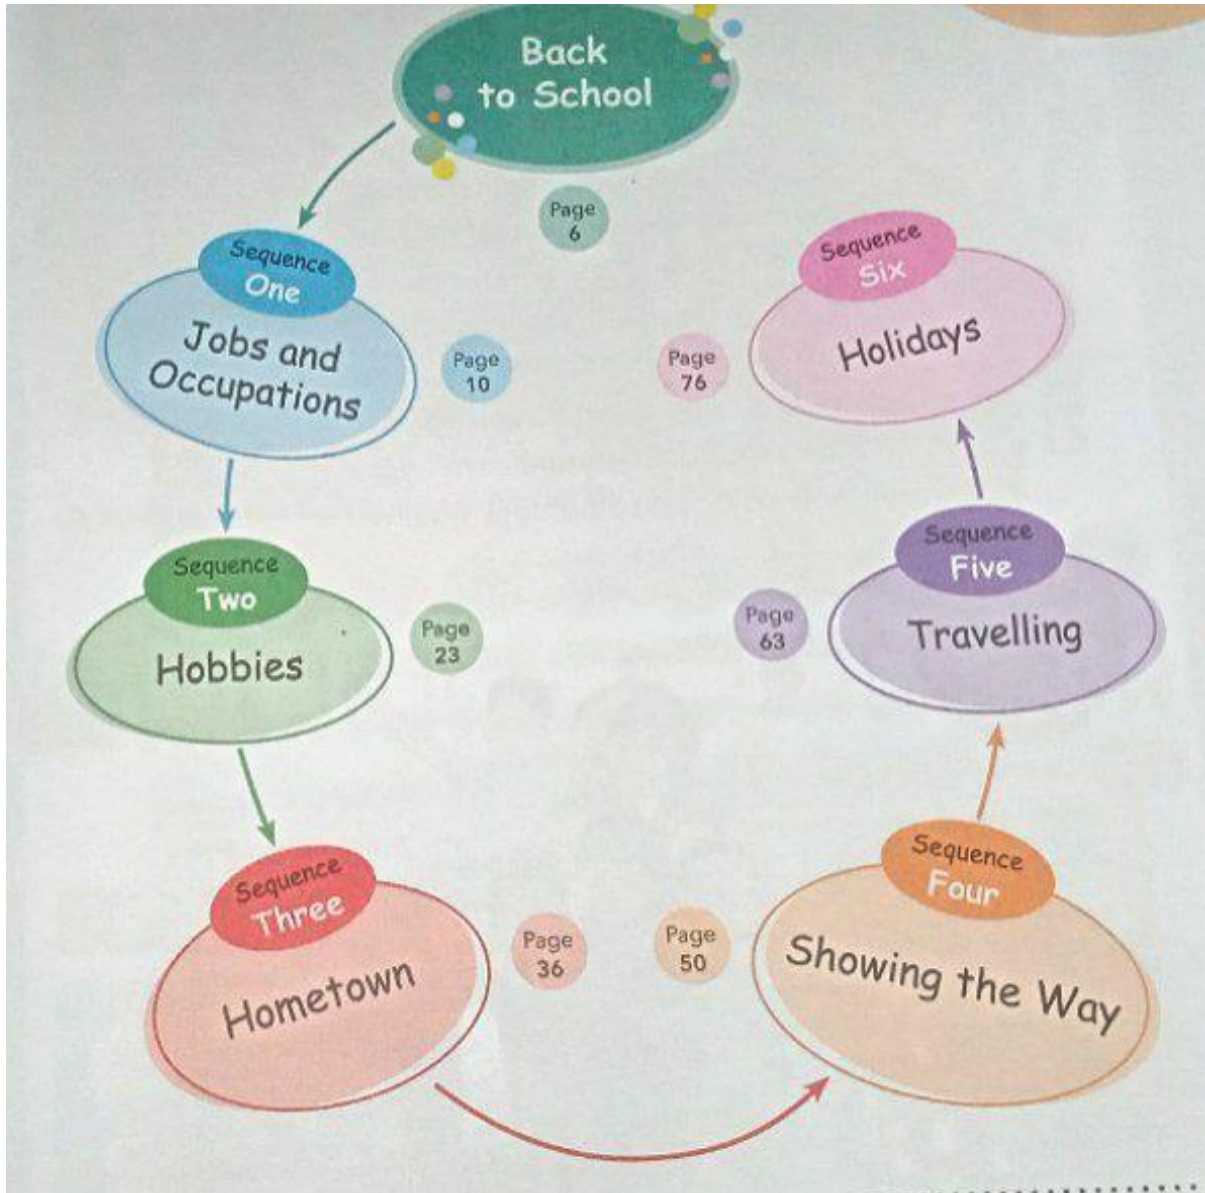 Back
to School
Page
6
Sequence
One
Jobs and
Occupations
Page
10
Sequence
Two
Hobbies
Page
23
Sequence
Three
Hometown
Page
36
Sequence
Four
Showing the Way
Page
50
Sequence
Five
Travelling
Page
63
Sequence
Six
Holidays
Page
76